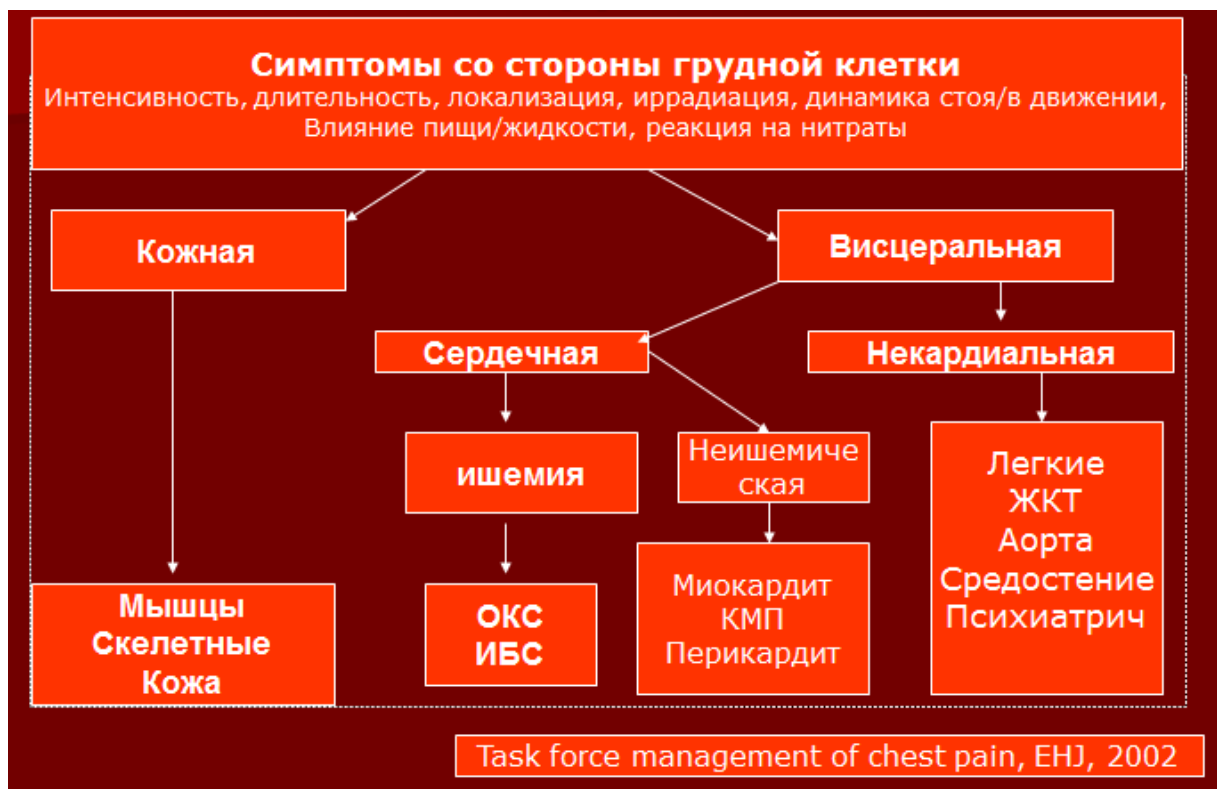 Симптомы со стороны грудной клетки
Интенсивность, длительность, локализация, иррадиация, динамика стоя/в движении,
Влияние пищи/жидкости, реакция на нитраты
Кожная
Висцеральная
Сердечная
Некардиальная
ишемия
Неишемиче
ская
Легкие
ЖКТ
Аорта
Средостение
Психиатрич
Мышцы
Скелетные
Кожа
ОКС
ИБС
Миокардит
КМП
Перикардит
Task force management of chest pain, EHJ, 2002